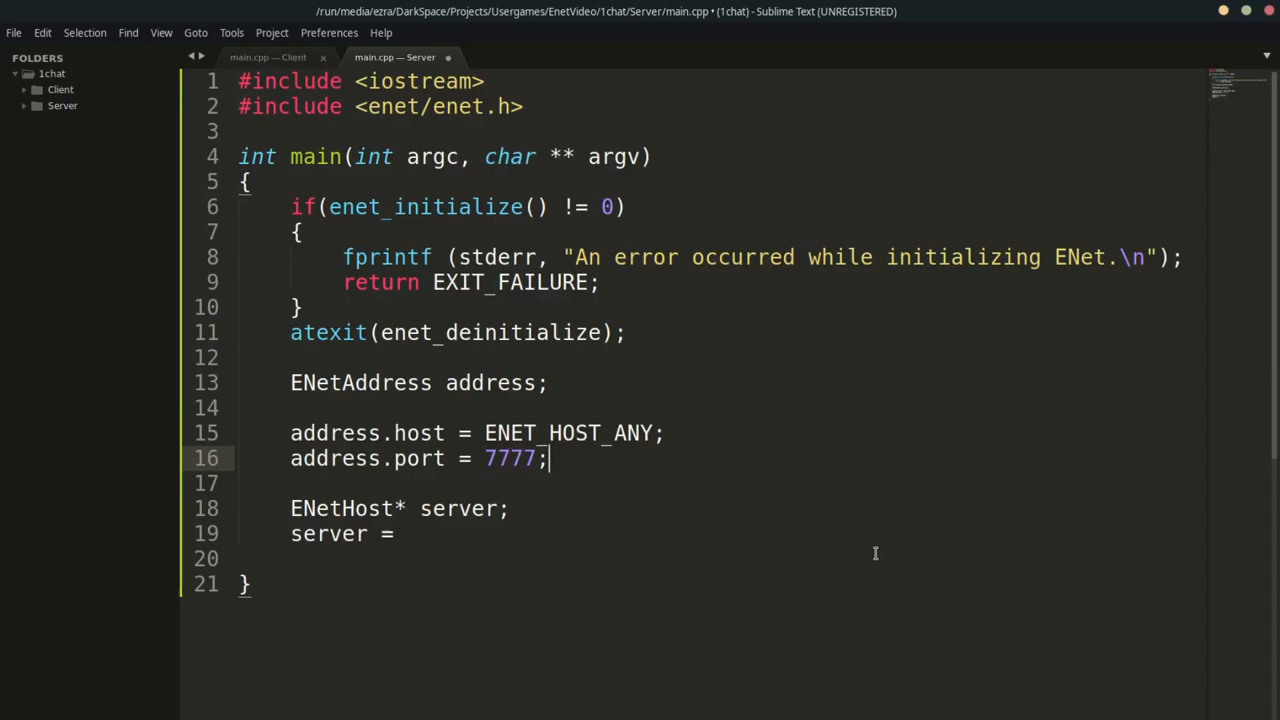 /run/media/ezra/DarkSpace/Projects/Usergames/EnetVideo/1chat/Server/main.cpp • (1chat) - Sublime Text (UNREGISTERED)
File Edit Selection Find View Goto Tools Project Preferences Help
FOLDERS
1chat
Client
Server
main.cpp — Client
main.cpp — Server
1 #include <iostream>
2 #include <enet/enet.h>
3
4 int main(int argc, char ** argv)
5 {
6 if(enet_initialize() != 0)
7 {
8 fprintf (stderr, "An error occurred while initializing ENet.\n");
9 return EXIT_FAILURE;
10 }
11 atexit(enet_deinitialize);
12
13 ENetAddress address;
14
15 address.host = ENET_HOST_ANY;
16 address.port = 7777;
17
18 ENetHost* server;
19 server =
20
21 }